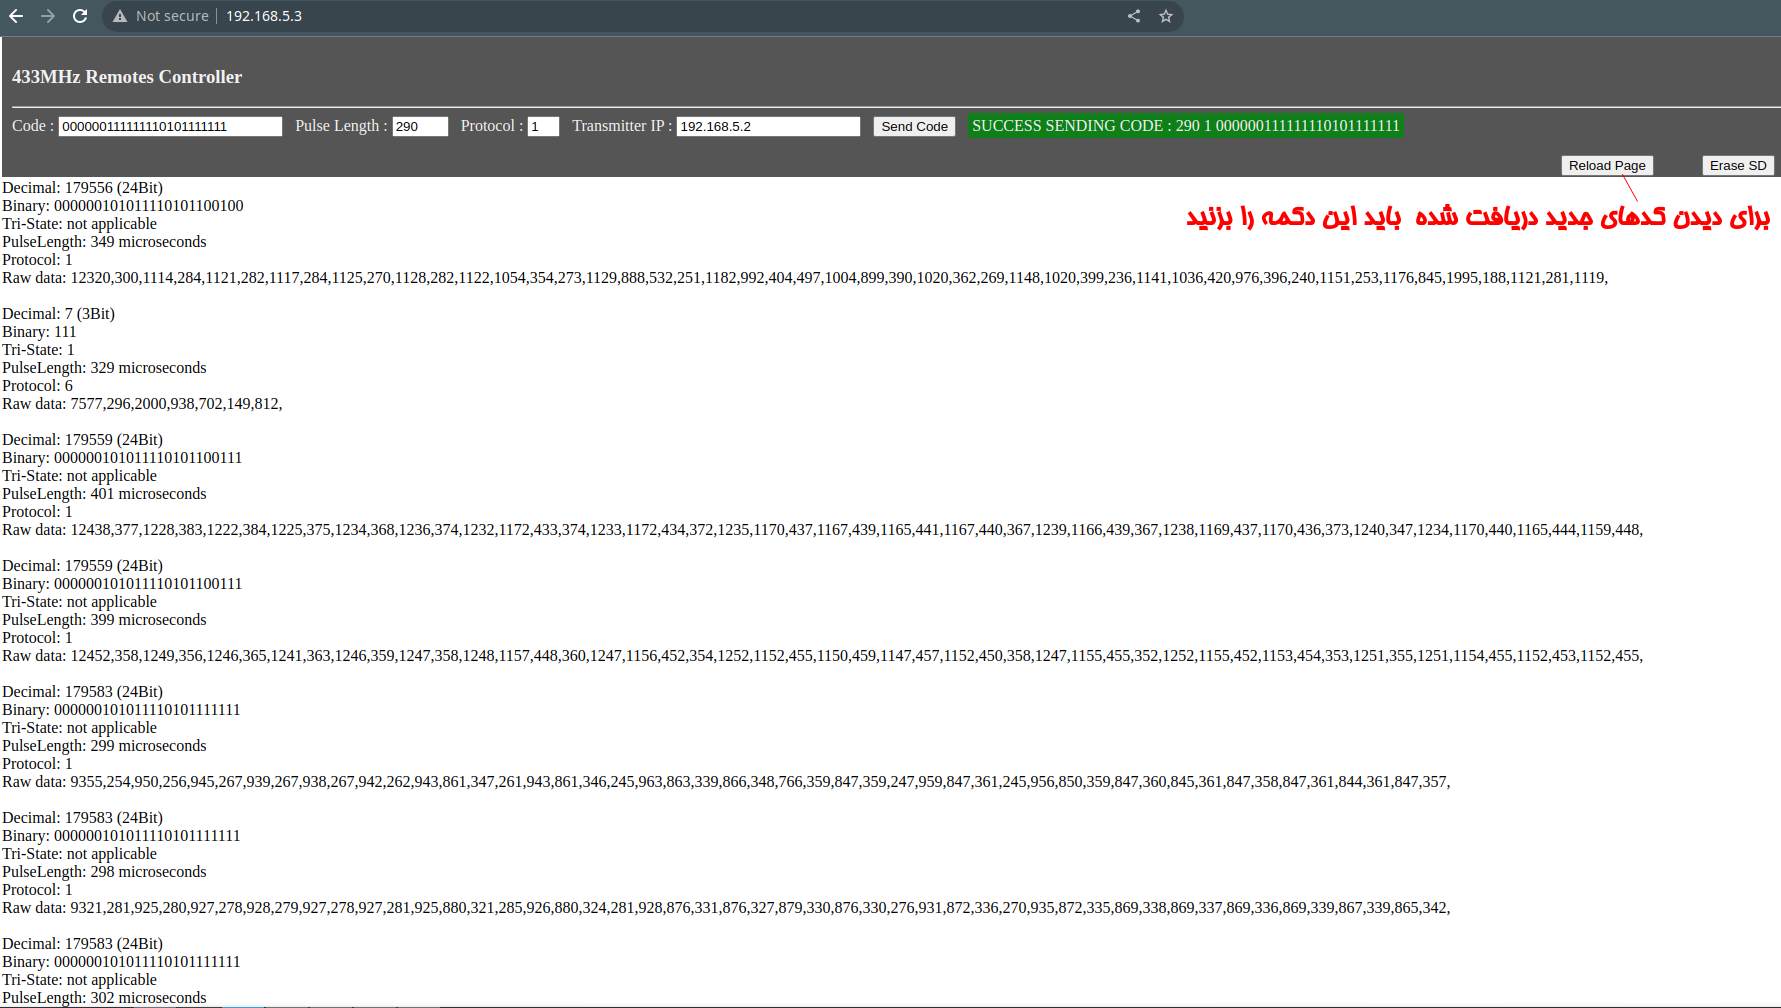 Not secure 192.168.5.3
433MHz Remotes Controller
Code : 000000111111110101111111 Pulse Length : 290 Protocol : 1 Transmitter IP : 192.168.5.2 Send Code SUCCESS SENDING CODE : 290 1 000000111111110101111111
Reload Page Erase SD
برای دیدن کدهای جدید دریافت شده باید این دکمه را بزنید
Decimal: 179556 (24Bit)
Binary: 000000101011110101100100
Tri-State: not applicable
PulseLength: 349 microseconds
Protocol: 1
Raw data: 12320,300,1114,284,1121,282,1117,284,1125,270,1128,282,1122,1054,354,273,1129,888,532,251,1182,992,404,497,1004,899,390,1020,362,269,1148,1020,399,236,1141,1036,420,976,396,240,1151,253,1176,845,1995,188,1121,281,1119,
Decimal: 7 (3Bit)
Binary: 111
Tri-State: 1
PulseLength: 329 microseconds
Protocol: 6
Raw data: 7577,296,2000,938,702,149,812,
Decimal: 179559 (24Bit)
Binary: 000000101011110101100111
Tri-State: not applicable
PulseLength: 401 microseconds
Protocol: 1
Raw data: 12438,377,1228,383,1222,384,1225,375,1234,368,1236,374,1232,1172,433,374,1233,1172,434,372,1235,1170,437,1167,439,1165,441,1167,440,367,1239,1166,439,367,1238,1169,437,1170,436,373,1240,347,1234,1170,440,1165,444,1159,448,
Decimal: 179559 (24Bit)
Binary: 000000101011110101100111
Tri-State: not applicable
PulseLength: 399 microseconds
Protocol: 1
Raw data: 12452,358,1249,356,1246,365,1241,363,1246,359,1247,358,1248,1157,448,360,1247,1156,452,354,1252,1152,455,1150,459,1147,457,1152,450,358,1247,1155,455,352,1252,1155,452,1153,454,353,1251,355,1251,1154,455,1152,453,1152,455,
Decimal: 179583 (24Bit)
Binary: 000000101011110101111111
Tri-State: not applicable
PulseLength: 299 microseconds
Protocol: 1
Raw data: 9355,254,950,256,945,267,939,267,938,267,942,262,943,861,347,261,943,861,346,245,963,863,339,866,348,766,359,847,359,247,959,847,361,245,956,850,359,847,360,845,361,847,358,847,361,844,361,847,357,
Decimal: 179583 (24Bit)
Binary: 000000101011110101111111
Tri-State: not applicable
PulseLength: 298 microseconds
Protocol: 1
Raw data: 9321,281,925,280,927,278,928,279,927,278,927,281,925,880,321,285,926,880,324,281,928,876,331,876,327,879,330,876,330,276,931,872,336,270,935,872,335,869,338,869,337,869,336,869,339,867,339,865,342,
Decimal: 179583 (24Bit)
Binary: 000000101011110101111111
Tri-State: not applicable
PulseLength: 302 microseconds